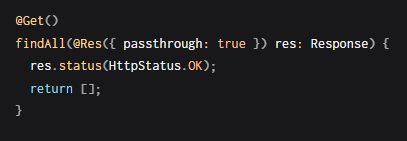 @Get()
findAll(@Res({ passthrough: true }) res: Response) {
  res.status(HttpStatus.OK);
  return [];
}